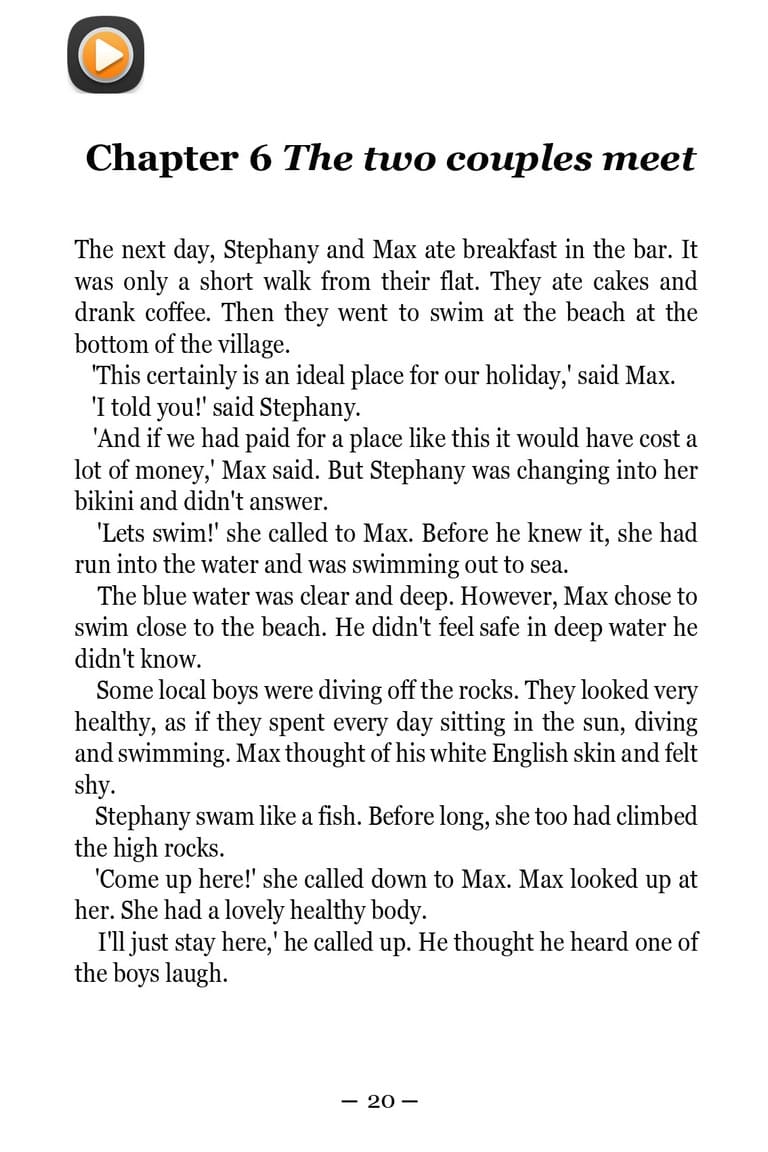 Chapter 6 The two couples meet
The next day, Stephany and Max ate breakfast in the bar. It
was only a short walk from their flat. They ate cakes and
drank coffee. Then they went to swim at the beach at the
bottom of the village.
'This certainly is an ideal place for our holiday,' said Max.
'I told you!' said Stephany.
'And if we had paid for a place like this it would have cost a
lot of money,' Max said. But Stephany was changing into her
bikini and didn't answer.
'Lets swim!' she called to Max. Before he knew it, she had
run into the water and was swimming out to sea.
The blue water was clear and deep. However, Max chose to
swim close to the beach. He didn't feel safe in deep water he
didn't know.
Some local boys were diving off the rocks. They looked very
healthy, as if they spent every day sitting in the sun, diving
and swimming. Max thought of his white English skin and felt
shy.
Stephany swam like a fish. Before long, she too had climbed
the high rocks.
'Come up here!' she called down to Max. Max looked up at
her. She had a lovely healthy body.
I'll just stay here,' he called up. He thought he heard one of
the boys laugh.
– 20 –